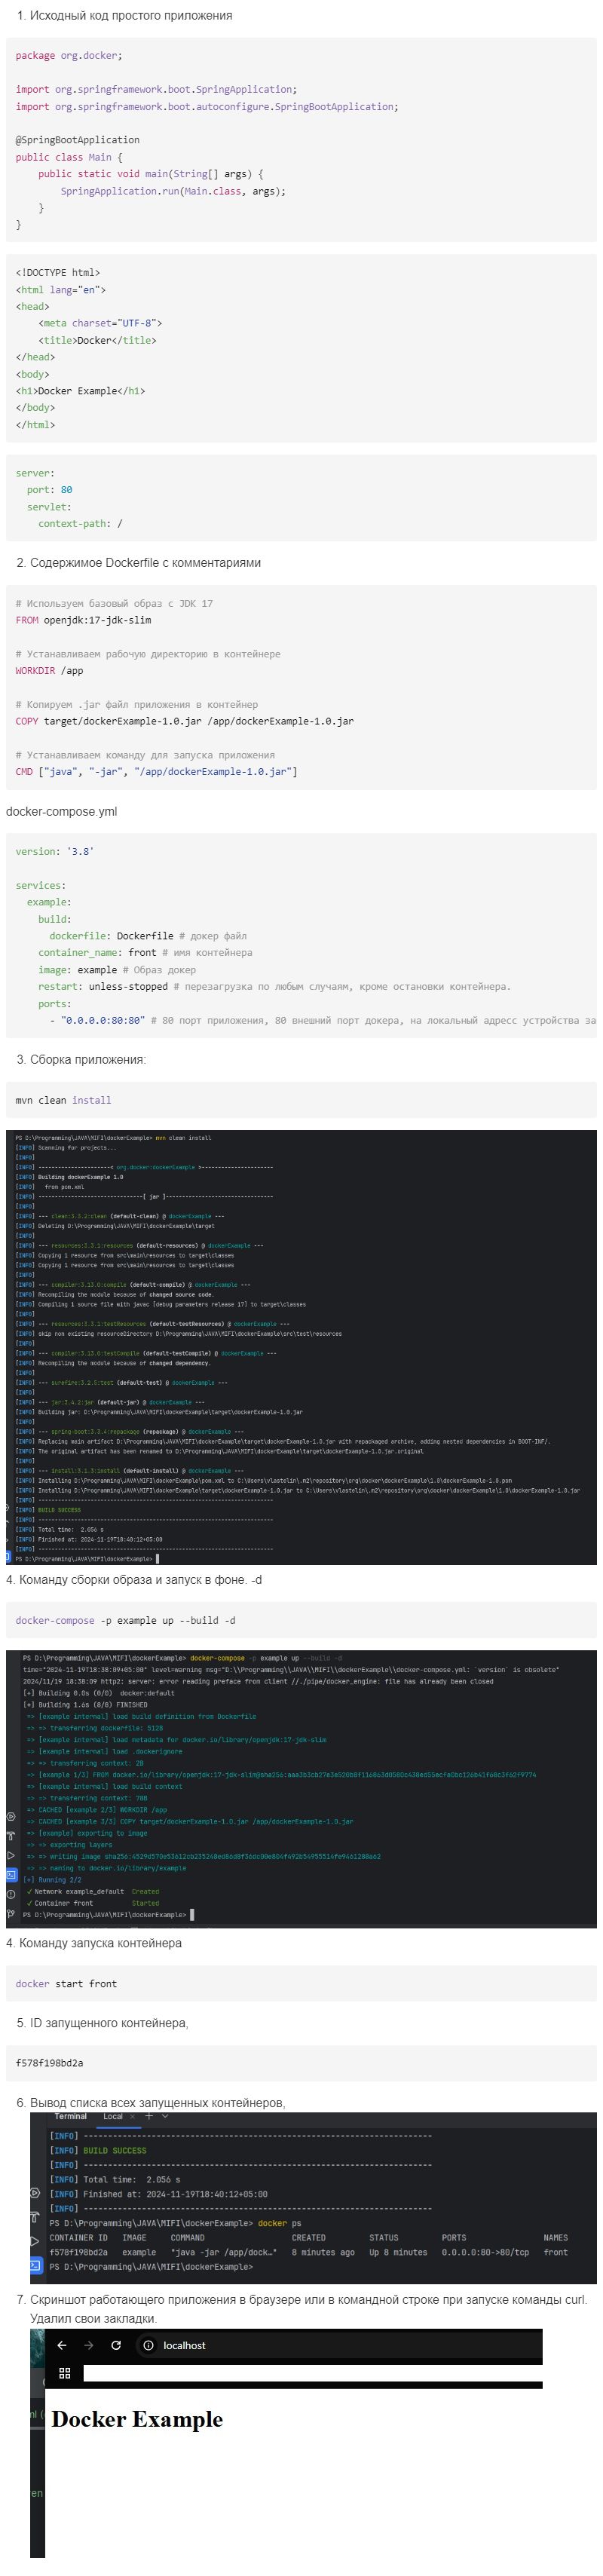 1. Исходный код простого приложения
package org.docker;
import org.springframework.boot.SpringApplication;
import org.springframework.boot.autoconfigure.SpringBootApplication;
@SpringBootApplication
public class Main {
    public static void main(String[] args) {
        SpringApplication.run(Main.class, args);
    }
}
<!DOCTYPE html>
<html lang="en">
<head>
    <meta charset="UTF-8">
    <title>Docker</title>
</head>
<body>
<h1>Docker Example</h1>
</body>
</html>
server:
  port: 80
  servlet:
    context-path: /
2. Содержимое Dockerfile с комментариями
# Используем базовый образ с JDK 17
FROM openjdk:17-jdk-slim
# Устанавливаем рабочую директорию в контейнере
WORKDIR /app
# Копируем .jar файл приложения в контейнер
COPY target/dockerExample-1.0.jar /app/dockerExample-1.0.jar
# Устанавливаем команду для запуска приложения
CMD ["java", "-jar", "/app/dockerExample-1.0.jar"]
docker-compose.yml
version: '3.8'
services:
  example:
    build:
      dockerfile: Dockerfile # докер файл
    container_name: front # имя контейнера
    image: example # Образ докер
    restart: unless-stopped # перезагрузка по любым случаям, кроме остановки контейнера.
    ports:
      - "0.0.0.0:80:80" # 80 порт приложения, 80 внешний порт докера, на локальный адресс устройства за
3. Сборка приложения:
mvn clean install
PS D:\Programming\JAVA\MIFI\dockerExample> mvn clean install
[INFO] Scanning for projects...
[INFO]
[INFO] ----------------------< org.docker:dockerExample >----------------------
[INFO] Building dockerExample 1.0
[INFO]   from pom.xml
[INFO] --------------------------------[ jar ]---------------------------------
[INFO]
[INFO] --- clean:3.3.2:clean (default-clean) @ dockerExample ---
[INFO] Deleting D:\Programming\JAVA\MIFI\dockerExample\target
[INFO]
[INFO] --- resources:3.3.1:resources (default-resources) @ dockerExample ---
[INFO] Copying 1 resource from src\main\resources to target\classes
[INFO] Copying 1 resource from src\main\resources to target\classes
[INFO]
[INFO] --- compiler:3.13.0:compile (default-compile) @ dockerExample ---
[INFO] Recompiling the module because of changed source code.
[INFO] Compiling 1 source file with javac [debug parameters release 17] to target\classes
[INFO]
[INFO] --- resources:3.3.1:testResources (default-testResources) @ dockerExample ---
[INFO] skip non existing resourceDirectory D:\Programming\JAVA\MIFI\dockerExample\src\test\resources
[INFO]
[INFO] --- compiler:3.13.0:testCompile (default-testCompile) @ dockerExample ---
[INFO] Recompiling the module because of changed dependency.
[INFO]
[INFO] --- surefire:3.2.5:test (default-test) @ dockerExample ---
[INFO]
[INFO] --- jar:3.4.2:jar (default-jar) @ dockerExample ---
[INFO] Building jar: D:\Programming\JAVA\MIFI\dockerExample\target\dockerExample-1.0.jar
[INFO]
[INFO] --- spring-boot:3.3.4:repackage (repackage) @ dockerExample ---
[INFO] Replacing main artifact D:\Programming\JAVA\MIFI\dockerExample\target\dockerExample-1.0.jar with repackaged archive, adding nested dependencies in BOOT-INF/.
[INFO] The original artifact has been renamed to D:\Programming\JAVA\MIFI\dockerExample\target\dockerExample-1.0.jar.original
[INFO]
[INFO] --- install:3.1.3:install (default-install) @ dockerExample ---
[INFO] Installing D:\Programming\JAVA\MIFI\dockerExample\pom.xml to C:\Users\vlastelin\.m2\repository\org\docker\dockerExample\1.0\dockerExample-1.0.pom
[INFO] Installing D:\Programming\JAVA\MIFI\dockerExample\target\dockerExample-1.0.jar to C:\Users\vlastelin\.m2\repository\org\docker\dockerExample\1.0\dockerExample-1.0.jar
[INFO] ------------------------------------------------------------------------
[INFO] BUILD SUCCESS
[INFO] ------------------------------------------------------------------------
[INFO] Total time:  2.056 s
[INFO] Finished at: 2024-11-19T18:40:12+05:00
[INFO] ------------------------------------------------------------------------
PS D:\Programming\JAVA\MIFI\dockerExample>
4. Команду сборки образа и запуск в фоне. -d
docker-compose -p example up --build -d
PS D:\Programming\JAVA\MIFI\dockerExample> docker-compose -p example up --build -d
time="2024-11-19T18:38:09+05:00" level=warning msg="D:\\Programming\\JAVA\\MIFI\\dockerExample\\docker-compose.yml: `version` is obsolete"
2024/11/19 18:38:09 http2: server: error reading preface from client //./pipe/docker_engine: file has already been closed
[+] Building 0.0s (0/0)  docker:default
[+] Building 1.6s (8/8) FINISHED
=> [example internal] load build definition from Dockerfile
=> => transferring dockerfile: 512B
=> [example internal] load metadata for docker.io/library/openjdk:17-jdk-slim
=> [example internal] load .dockerignore
=> => transferring context: 2B
=> [example 1/3] FROM docker.io/library/openjdk:17-jdk-slim
=> [example internal] load build context
=> => transferring context: 78B
=> CACHED [example 2/3] WORKDIR /app
=> CACHED [example 3/3] COPY target/dockerExample-1.0.jar /app/dockerExample-1.0.jar
=> [example] exporting to image
=> => exporting layers
=> => writing image
=> => naming to docker.io/library/example
[+] Running 2/2
✓ Network example_default  Created
✓ Container front          Started
PS D:\Programming\JAVA\MIFI\dockerExample>
4. Команду запуска контейнера
docker start front
5. ID запущенного контейнера,
f578f198bd2a
6. Вывод списка всех запущенных контейнеров,
Terminal Local × +
[INFO] ------------------------------------------------------------------------
[INFO] BUILD SUCCESS
[INFO] ------------------------------------------------------------------------
[INFO] Total time:  2.056 s
[INFO] Finished at: 2024-11-19T18:40:12+05:00
[INFO] ------------------------------------------------------------------------
PS D:\Programming\JAVA\MIFI\dockerExample> docker ps
CONTAINER ID   IMAGE     COMMAND                  CREATED         STATUS         PORTS                NAMES
f578f198bd2a   example   "java -jar /app/dock…"   8 minutes ago   Up 8 minutes   0.0.0.0:80->80/tcp   front
PS D:\Programming\JAVA\MIFI\dockerExample>
7. Скриншот работающего приложения в браузере или в командной строке при запуске команды curl.
Удалил свои закладки.
localhost
Docker Example